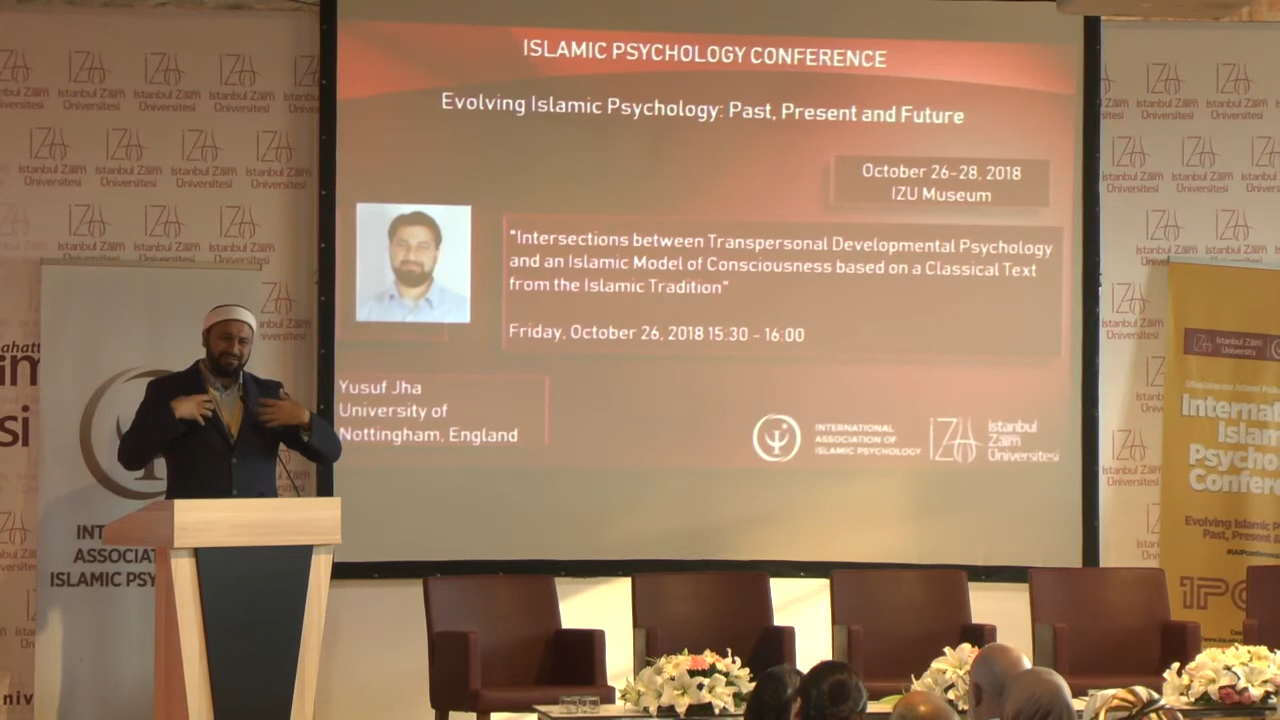 ISLAMIC PSYCHOLOGY CONFERENCE
Evolving Islamic Psychology: Past, Present and Future
October 26-28, 2018
IZU Museum
"Intersections between Transpersonal Developmental Psychology
and an Islamic Model of Consciousness based on a Classical Text
from the Islamic Tradition"
Friday, October 26, 2018 15:30 - 16:00
Yusuf Jha
University of
Nottingham, England
INTERNATIONAL
ASSOCIATION OF
ISLAMIC PSYCHOLOGY
İZÜ
İstanbul
Zaim
Üniversitesi
INT
ASSOCIAT
ISLAMIC PSY
İstanbul Zaim
University
Internat
Islam
Psycho
Confere
Evolving Islamic P
Past, Present &
İZÜ
İstanbul Zaim
Üniversitesi